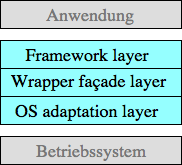 Anwendung
Framework layer
Wrapper façade layer
OS adaptation layer
Betriebssystem